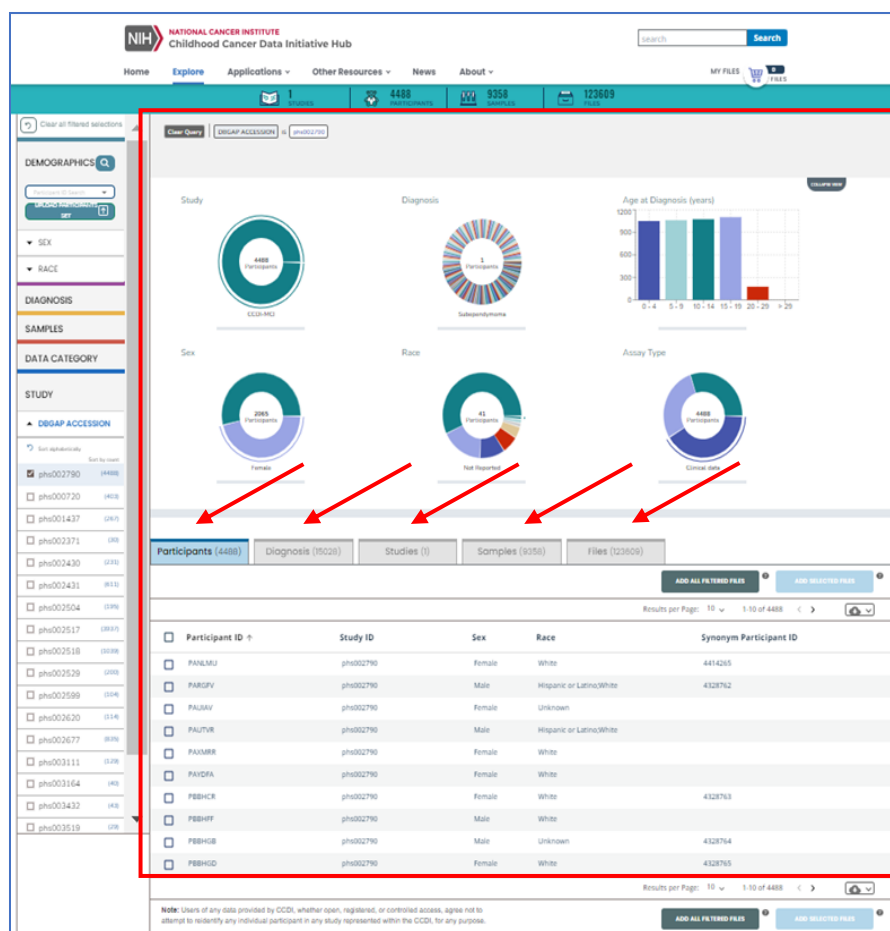 NIH NATIONAL CANCER INSTITUTE
Childhood Cancer Data Initiative Hub
search Search
Home Explore Applications Other Resources News About MY FILES 0 FILES
1 STUDIES 4488 PARTICIPANTS 9358 SAMPLES 123609 FILES
Clear all filtered selections
Clear Query DBGAP ACCESSION is phs002790
DEMOGRAPHICS
COLLAPSE VIEW
Participant ID Search
UPLOAD PARTICIPANTS SET
SEX
RACE
DIAGNOSIS
SAMPLES
DATA CATEGORY
STUDY
DBGAP ACCESSION
Sort alphabetically
Sort by count
phs002790 (4488)
phs000720 (403)
phs001437 (267)
phs002371 (30)
phs002430 (231)
phs002431 (611)
phs002504 (195)
phs002517
phs002518
phs002529 (200)
phs002599 (104)
phs002620 (114)
phs002677
phs003111
phs003164 (40)
phs003432 (43)
phs003519 (28)
Study
4488
Participants
CCDI-MCI
Diagnosis
1
Participants
Subependymoma
Age at Diagnosis (years)
1200
900
600
300
0
0 - 4 5 - 9 10 - 14 15 - 19 20 - 29 > 29
Sex
2065
Participants
Female
Race
41
Participants
Not Reported
Assay Type
4488
Participants
Clinical data
Participants (4488) Diagnosis (15028) Studies (1) Samples (9358) Files (123609)
ADD ALL FILTERED FILES ADD SELECTED FILES
Results per Page: 10 1-10 of 4488
Participant ID Study ID Sex Race Synonym Participant ID
PANLMU phs002790 Female White 4414265
PARGFV phs002790 Male Hispanic or Latino;White 4328762
PAUIAV phs002790 Female Unknown
PAUTVR phs002790 Male Hispanic or Latino;White
PAXMRR phs002790 Female White
PAYDFA phs002790 Female White
PBBHCR phs002790 Female White 4328763
PBBHFF phs002790 Male White
PBBHGB phs002790 Male Unknown 4328764
PBBHGD phs002790 Female White 4328765
Results per Page: 10 1-10 of 4488
Note: Users of any data provided by CCDI, whether open, registered, or controlled access, agree not to
attempt to reidentify any individual participant in any study represented within the CCDI, for any purpose.
ADD ALL FILTERED FILES ADD SELECTED FILES